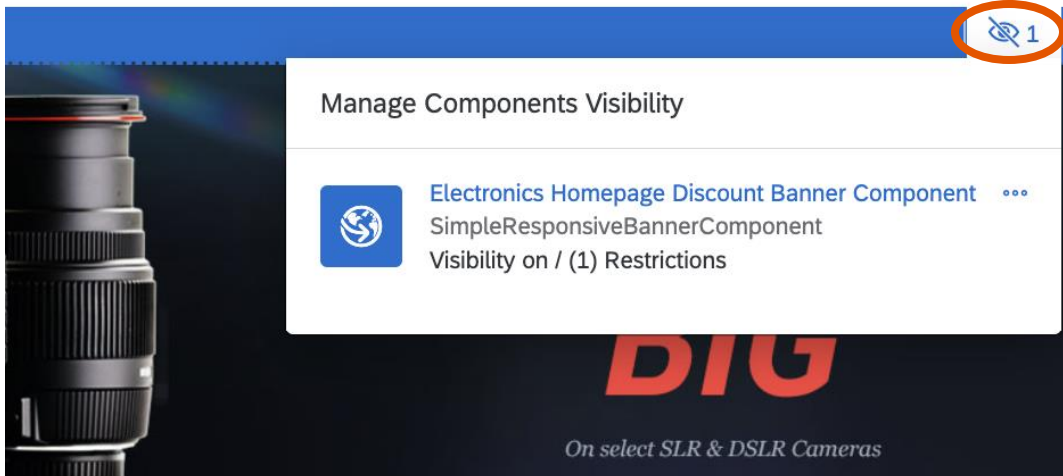 1
Manage Components Visibility
Electronics Homepage Discount Banner Component
SimpleResponsiveBannerComponent
Visibility on / (1) Restrictions
BIG
On select SLR & DSLR Cameras